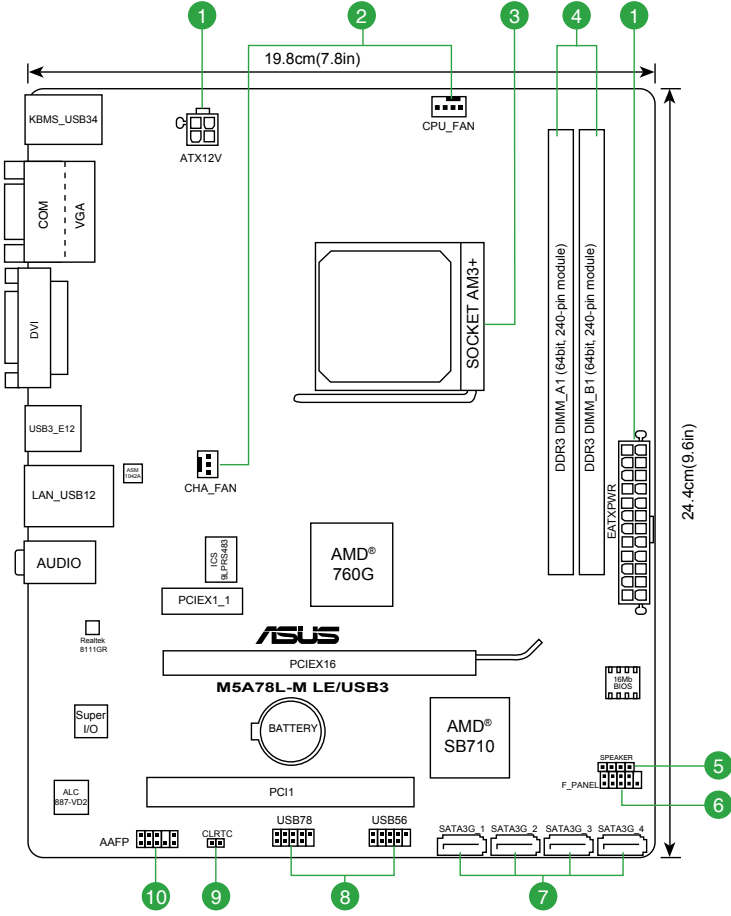 1
2
3
4
1
19.8cm(7.8in)
KBMS_USB34
ATX12V
CPU_FAN
COM
VGA
SOCKET AM3+
DDR3 DIMM_A1 (64bit, 240-pin module)
DDR3 DIMM_B1 (64bit, 240-pin module)
DVI
USB3_E12
24.4cm(9.6in)
EATXPWR
ASM
1042A
CHA_FAN
LAN_USB12
AUDIO
ICS
9LPRS483
AMD®
760G
PCIEX1_1
Realtek
8111GR
ASUS
PCIEX16
M5A78L-M LE/USB3
16Mb
BIOS
Super
I/O
BATTERY
AMD®
SB710
SPEAKER
5
F_PANEL
6
ALC
887-VD2
PCI1
AAFP
CLRTC
USB78
USB56
SATA3G_1
SATA3G_2
SATA3G_3
SATA3G_4
10
9
8
7